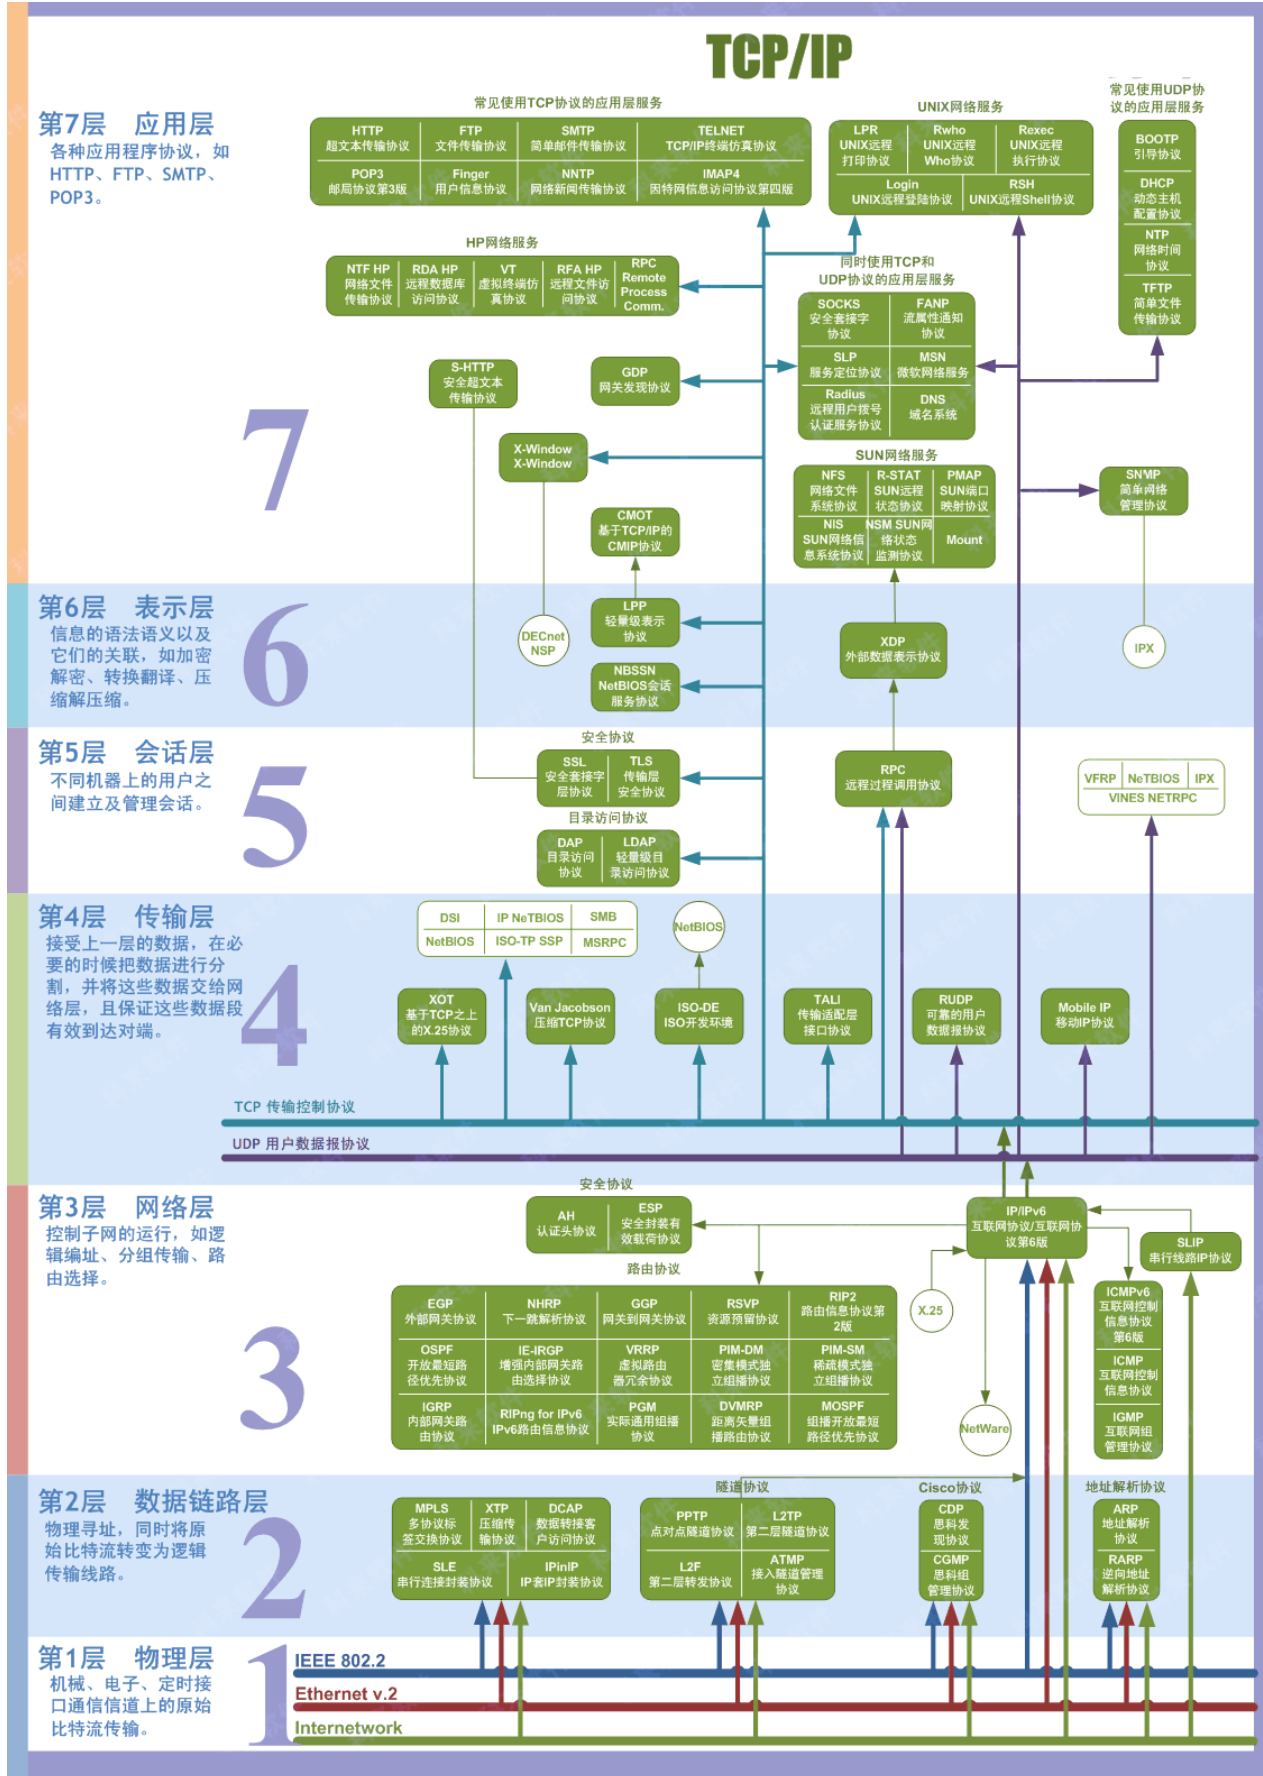 TCP/IP
第7层 应用层
各种应用程序协议，如
HTTP、FTP、SMTP、
POP3。
7
常见使用TCP协议的应用层服务
HTTP
超文本传输协议
FTP
文件传输协议
SMTP
简单邮件传输协议
TELNET
TCP/IP终端仿真协议
POP3
邮局协议第3版
Finger
用户信息协议
NNTP
网络新闻传输协议
IMAP4
因特网信息访问协议第四版
UNIX网络服务
LPR
UNIX远程
打印协议
Rwho
UNIX远程
Who协议
Rexec
UNIX远程
执行协议
Login
UNIX远程登陆协议
RSH
UNIX远程Shell协议
常见使用UDP协
议的应用层服务
BOOTP
引导协议
DHCP
动态主机
配置协议
NTP
网络时间
协议
TFTP
简单文件
传输协议
HP网络服务
NTF HP
网络文件
传输协议
RDA HP
远程数据库
访问协议
VT
虚拟终端仿
真协议
RFA HP
远程文件访
问协议
RPC
Remote
Process
Comm.
同时使用TCP和
UDP协议的应用层服务
SOCKS
安全套接字
协议
FANP
流属性通知
协议
SLP
服务定位协议
MSN
微软网络服务
Radius
远程用户拨号
认证服务协议
DNS
域名系统
S-HTTP
安全超文本
传输协议
GDP
网关发现协议
X-Window
X-Window
SUN网络服务
NFS
网络文件
系统协议
R-STAT
SUN远程
状态协议
PMAP
SUN端口
映射协议
NIS
SUN网络信
息系统协议
NSM SUN网
络状态
监测协议
Mount
SNMP
简单网络
管理协议
CMOT
基于TCP/IP的
CMIP协议
第6层 表示层
信息的语法语义以及
它们的关联，如加密
解密、转换翻译、压
缩解压缩。
6
DECnet
NSP
LPP
轻量级表示
协议
XDP
外部数据表示协议
IPX
NBSSN
NetBIOS会话
服务协议
第5层 会话层
不同机器上的用户之
间建立及管理会话。
5
安全协议
SSL
安全套接字
层协议
TLS
传输层
安全协议
RPC
远程过程调用协议
VFRP
NeTBIOS
IPX
VINES NETRPC
目录访问协议
DAP
目录访问
协议
LDAP
轻量级目
录访问协议
第4层 传输层
接受上一层的数据，在必
要的时候把数据进行分
割，并将这些数据交给网
络层，且保证这些数据段
有效到达对端。
4
DSI
IP NeTBIOS
SMB
NetBIOS
ISO-TP SSP
MSRPC
NetBIOS
XOT
基于TCP之上
的X.25协议
Van Jacobson
压缩TCP协议
ISO-DE
ISO开发环境
TALI
传输适配层
接口协议
RUDP
可靠的用户
数据报协议
Mobile IP
移动IP协议
TCP 传输控制协议
UDP 用户数据报协议
第3层 网络层
控制子网的运行，如逻
辑编址、分组传输、路
由选择。
3
安全协议
AH
认证头协议
ESP
安全封装有
效载荷协议
IP/IPv6
互联网协议/互联网协
议第6版
SLIP
串行线路IP协议
路由协议
EGP
外部网关协议
NHRP
下一跳解析协议
GGP
网关到网关协议
RSVP
资源预留协议
RIP2
路由信息协议第
2版
OSPF
开放最短路
径优先协议
IE-IRGP
增强内部网关路
由选择协议
VRRP
虚拟路由
器冗余协议
PIM-DM
密集模式独
立组播协议
PIM-SM
稀疏模式独
立组播协议
IGRP
内部网关路
由协议
RIPng for IPv6
IPv6路由信息协议
PGM
实际通用组播
协议
DVMRP
距离矢量组
播路由协议
MOSPF
组播开放最短
路径优先协议
X.25
NetWare
ICMPv6
互联网控制
信息协议
第6版
ICMP
互联网控制
信息协议
IGMP
互联网组
管理协议
第2层 数据链路层
物理寻址，同时将原
始比特流转变为逻辑
传输线路。
2
MPLS
多协议标
签交换协议
XTP
压缩传
输协议
DCAP
数据转接客
户访问协议
SLE
串行连接封装协议
IPinIP
IP套IP封装协议
隧道协议
PPTP
点对点隧道协议
L2TP
第二层隧道协议
L2F
第二层转发协议
ATMP
接入隧道管理
协议
Cisco协议
CDP
思科发
现协议
CGMP
思科组
管理协议
地址解析协议
ARP
地址解析
协议
RARP
逆向地址
解析协议
第1层 物理层
机械、电子、定时接
口通信信道上的原始
比特流传输。
1
IEEE 802.2
Ethernet v.2
Internetwork